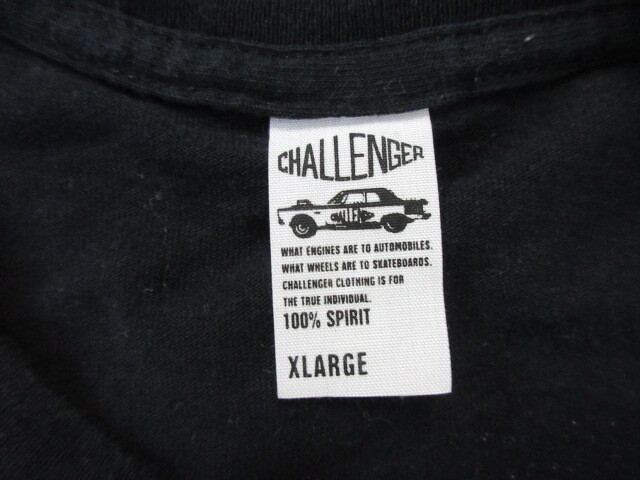 CHALLENGER
WHAT ENGINES ARE TO AUTOMOBILES.
WHAT WHEELS ARE TO SKATEBOARDS.
CHALLENGER CLOTHING IS FOR
THE TRUE INDIVIDUAL.
100% SPIRIT
XLARGE